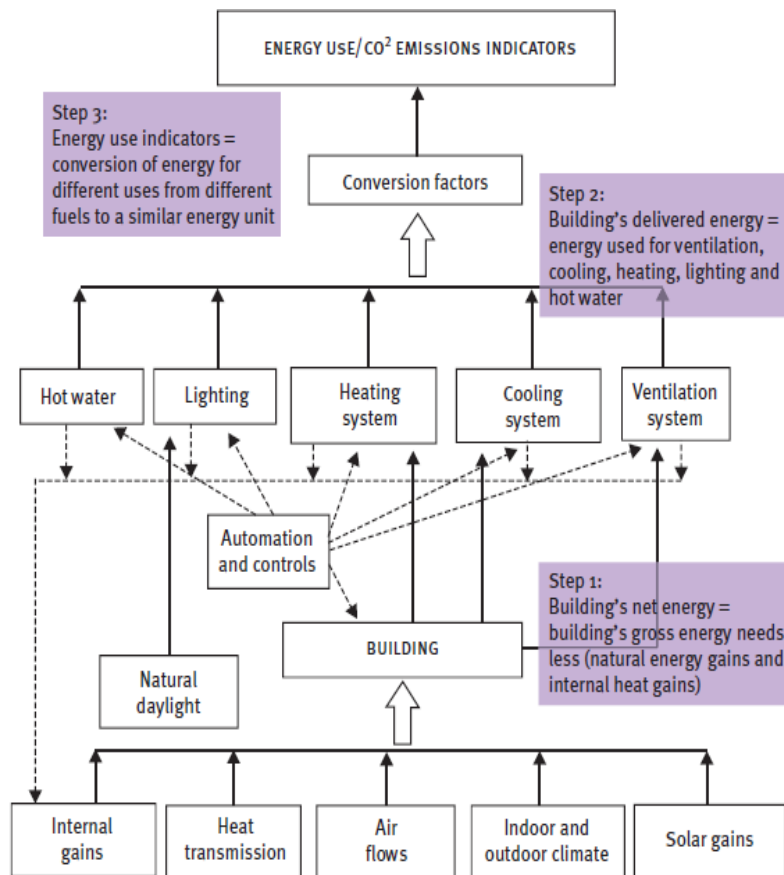 ENERGY USE/CO² EMISSIONS INDICATORS
Step 3:
Energy use indicators =
conversion of energy for
different uses from different
fuels to a similar energy unit
Conversion factors
Step 2:
Building's delivered energy =
energy used for ventilation,
cooling, heating, lighting and
hot water
Hot water
Lighting
Heating
system
Cooling
system
Ventilation
system
Automation
and controls
Step 1:
Building's net energy =
building's gross energy needs
less (natural energy gains and
internal heat gains)
BUILDING
Natural
daylight
Internal
gains
Heat
transmission
Air
flows
Indoor and
outdoor climate
Solar gains